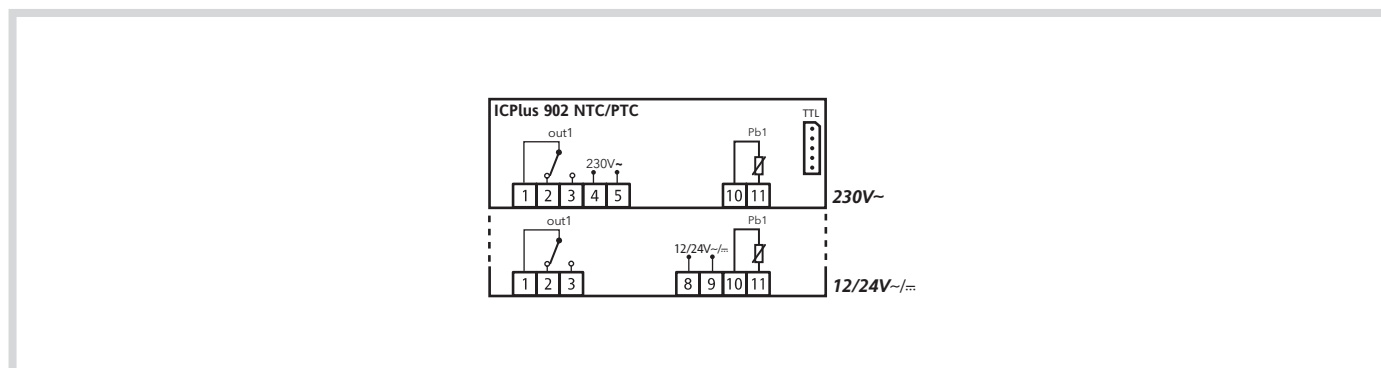 ICPlus 902 NTC/PTC
TTL
out1
Pb1
230V~
1 2 3 4 5 10 11
230V~
out1
Pb1
12/24V~/⎓
1 2 3 8 9 10 11
12/24V~/⎓